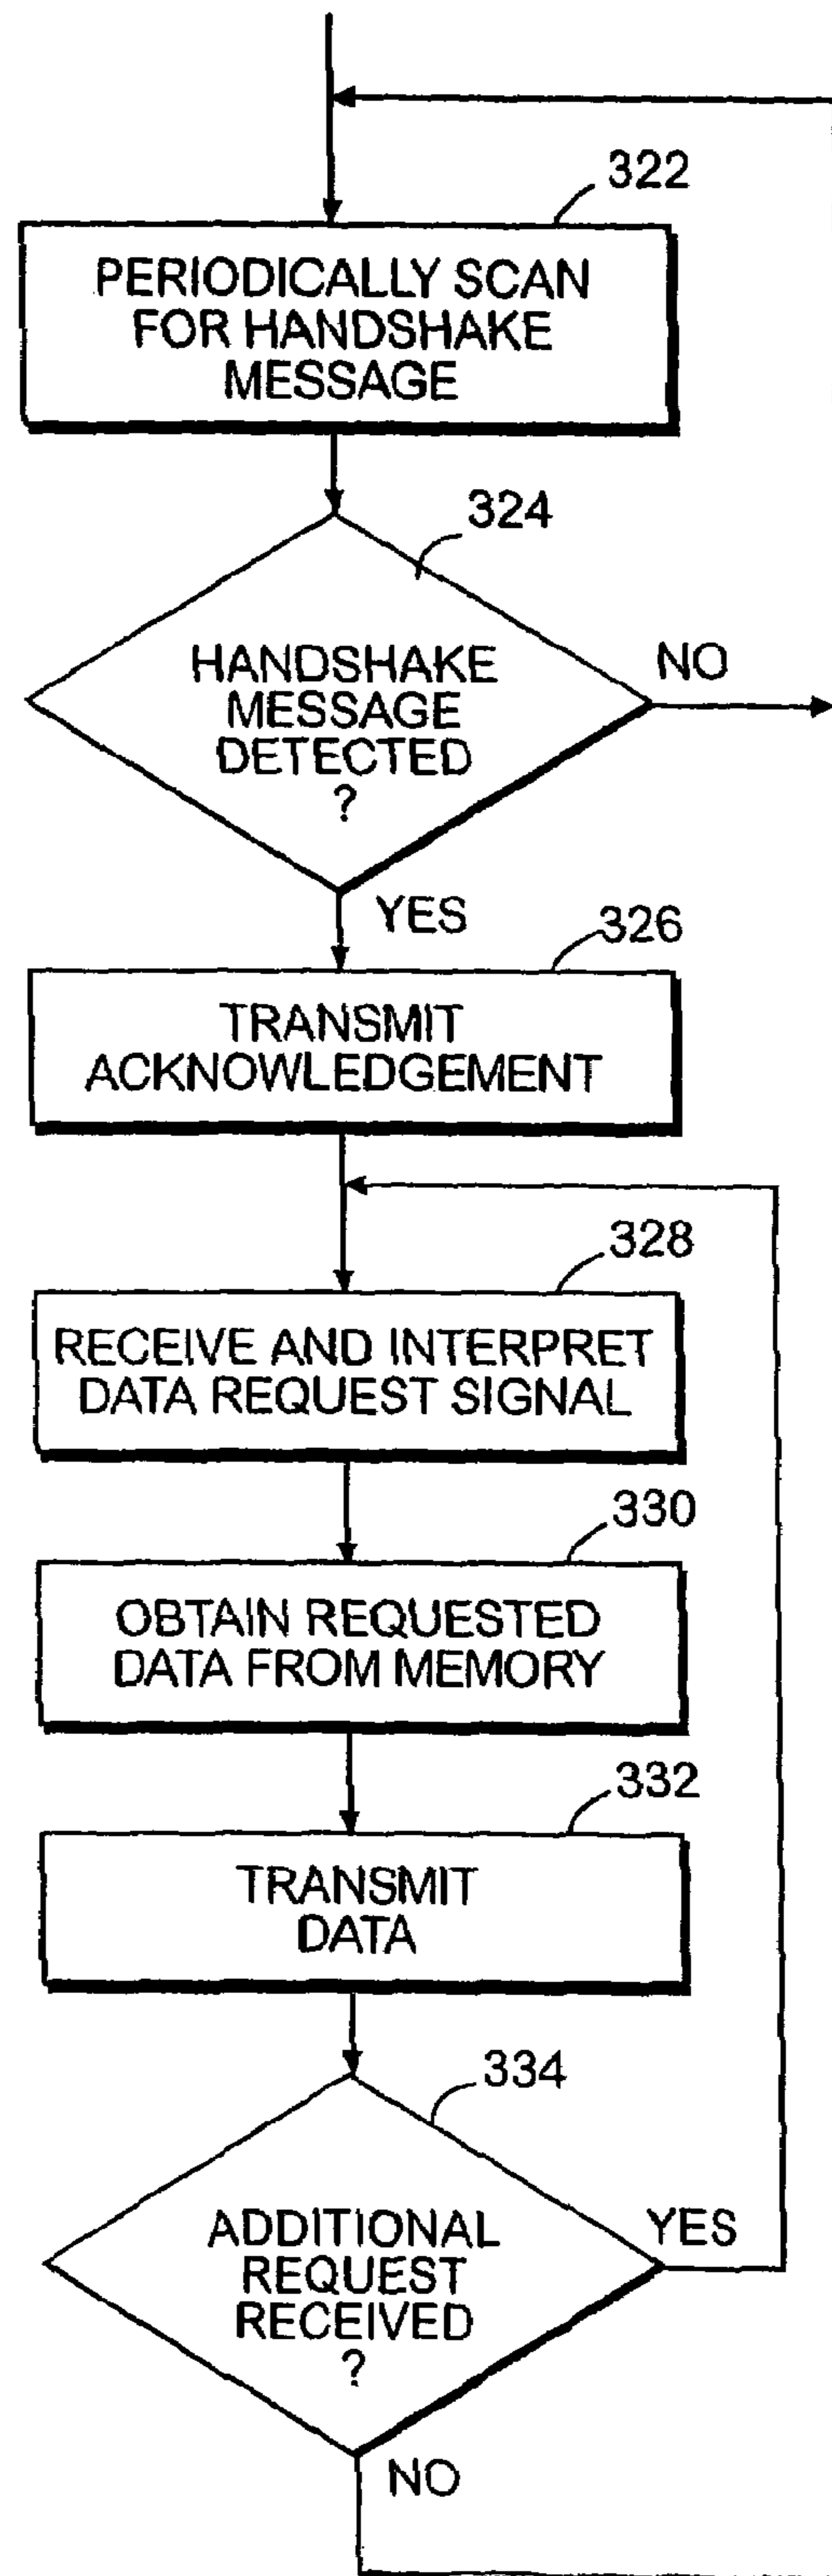 322
PERIODICALLY SCAN
FOR HANDSHAKE
MESSAGE
324
HANDSHAKE
MESSAGE
DETECTED
?
NO
YES
326
TRANSMIT
ACKNOWLEDGEMENT
328
RECEIVE AND INTERPRET
DATA REQUEST SIGNAL
330
OBTAIN REQUESTED
DATA FROM MEMORY
332
TRANSMIT
DATA
334
ADDITIONAL
REQUEST
RECEIVED
?
YES
NO